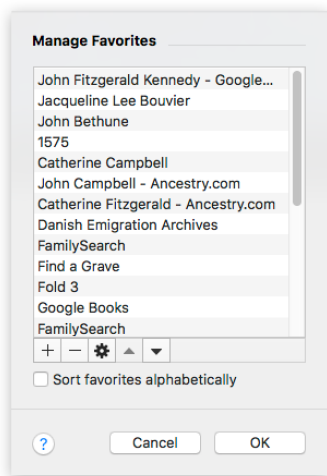 Manage Favorites
John Fitzgerald Kennedy - Google...
Jacqueline Lee Bouvier
John Bethune
1575
Catherine Campbell
John Campbell - Ancestry.com
Catherine Fitzgerald - Ancestry.com
Danish Emigration Archives
FamilySearch
Find a Grave
Fold 3
Google Books
FamilySearch
Sort favorites alphabetically
? Cancel OK